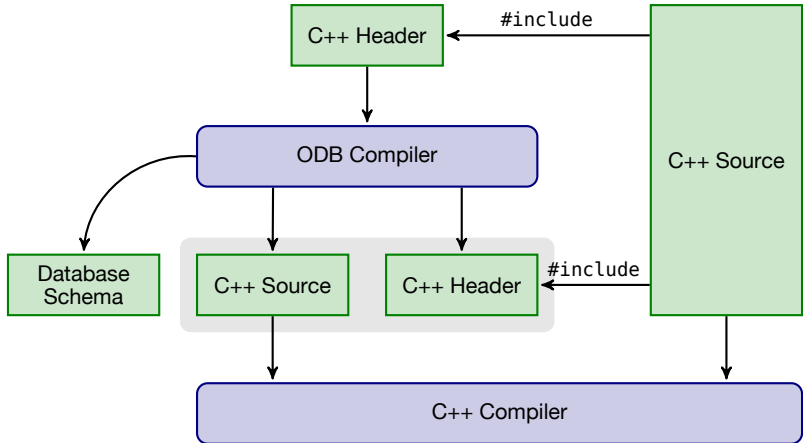 C++ Header
#include
ODB Compiler
C++ Source
Database
Schema
C++ Source
C++ Header
#include
C++ Compiler